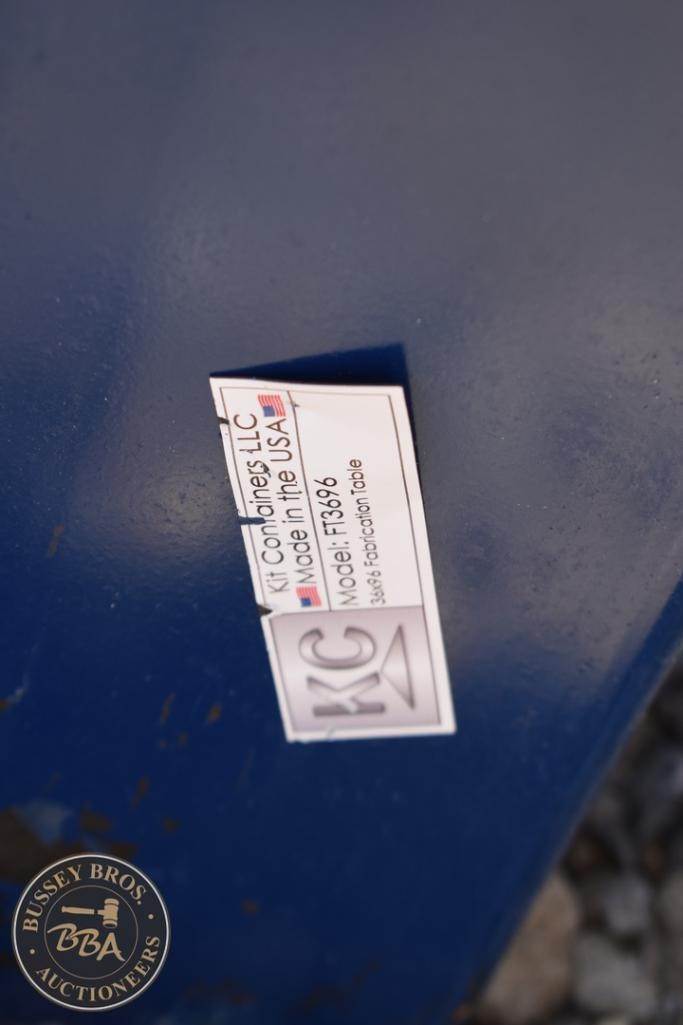 Kit Containers LLC
Made in the USA
Model: FT3696
36x96 Fabrication Table
KC
BUSSEY BROS.
BBA
AUCTIONEERS